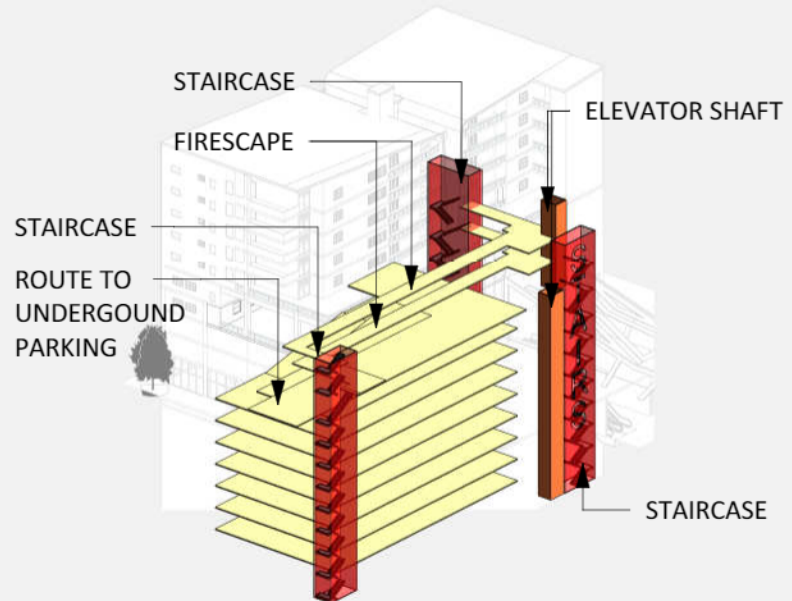 STAIRCASE
ELEVATOR SHAFT
FIRESCAPE
STAIRCASE
ROUTE TO
UNDERGOUND
PARKING
STAIRS
STAIRCASE